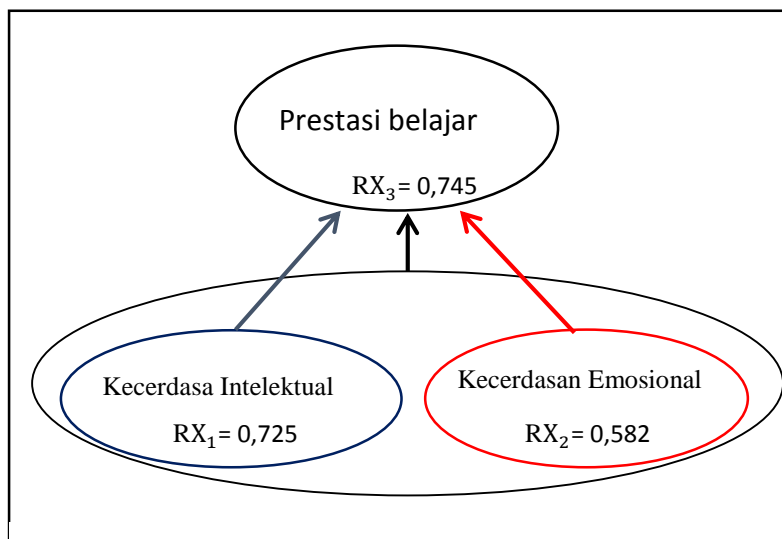 Prestasi belajar
RX₃= 0,745
Kecerdasa Intelektual
RX₁= 0,725
Kecerdasan Emosional
RX₂= 0,582